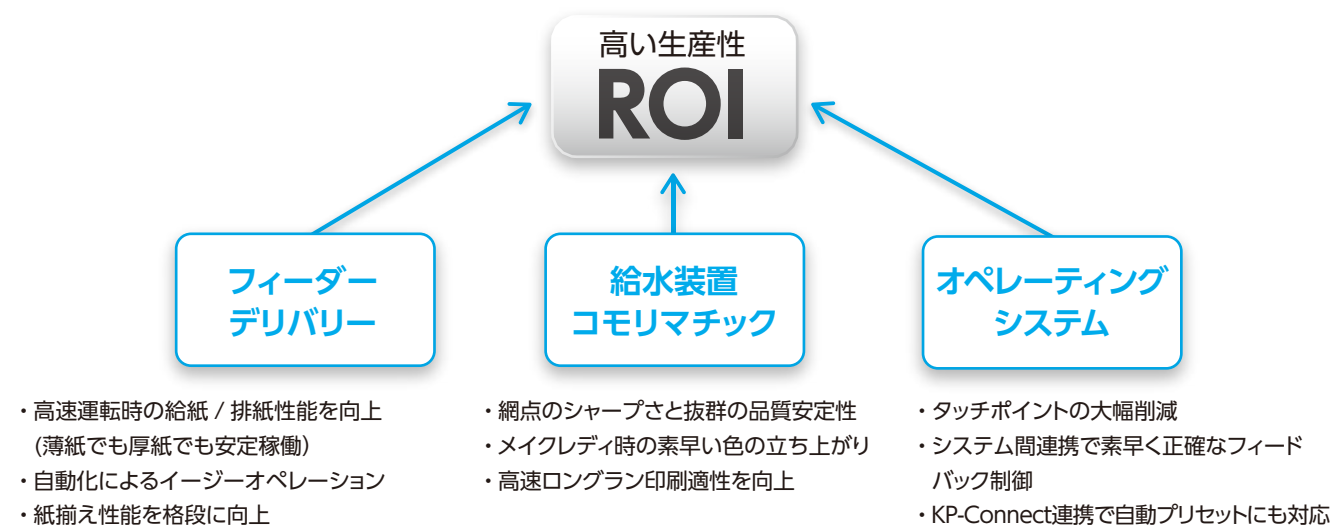 高い生産性
ROI
フィーダー
デリバリー
給水装置
コモリマチック
オペレーティング
システム
・高速運転時の給紙 / 排紙性能を向上
(薄紙でも厚紙でも安定稼働)
・自動化によるイージーオペレーション
・紙揃え性能を格段に向上
・網点のシャープさと抜群の品質安定性
・メイクレディ時の素早い色の立ち上がり
・高速ロングラン印刷適性を向上
・タッチポイントの大幅削減
・システム間連携で素早く正確なフィード
バック制御
・KP-Connect連携で自動プリセットにも対応